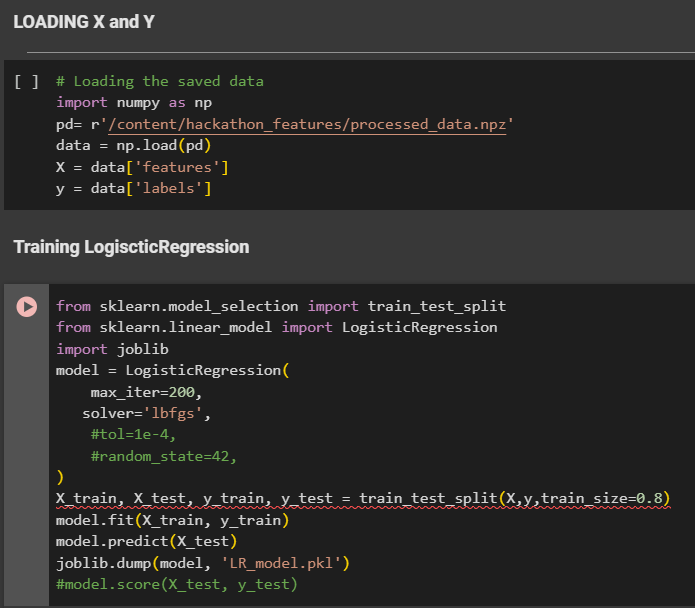 LOADING X and Y
[ ] # Loading the saved data
import numpy as np
pd= r'/content/hackathon_features/processed_data.npz'
data = np.load(pd)
X = data['features']
y = data['labels']
Training LogiscticRegression
from sklearn.model_selection import train_test_split
from sklearn.linear_model import LogisticRegression
import joblib
model = LogisticRegression(
    max_iter=200,
   solver='lbfgs',
    #tol=1e-4,
    #random_state=42,
)
X_train, X_test, y_train, y_test = train_test_split(X,y,train_size=0.8)
model.fit(X_train, y_train)
model.predict(X_test)
joblib.dump(model, 'LR_model.pkl')
#model.score(X_test, y_test)